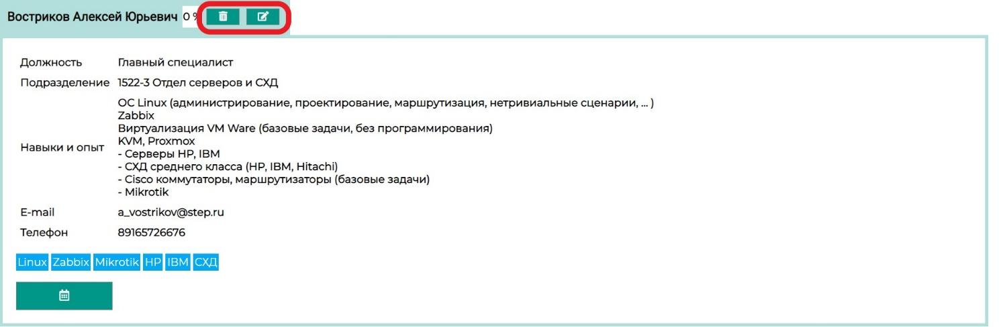 Востриков Алексей Юрьевич 0 %
Должность Главный специалист
Подразделение 1522-3 Отдел серверов и СХД
ОС Linux (администрирование, проектирование, маршрутизация, нетривиальные сценарии, ... )
Zabbix
Виртуализация VM Ware (базовые задачи, без программирования)
KVM, Proxmox
Навыки и опыт
- Серверы HP, IBM
- СХД среднего класса (HP, IBM, Hitachi)
- Cisco коммутаторы, маршрутизаторы (базовые задачи)
- Mikrotik
E-mail a_vostrikov@step.ru
Телефон 89165726676
Linux Zabbix Mikrotik HP IBM СХД